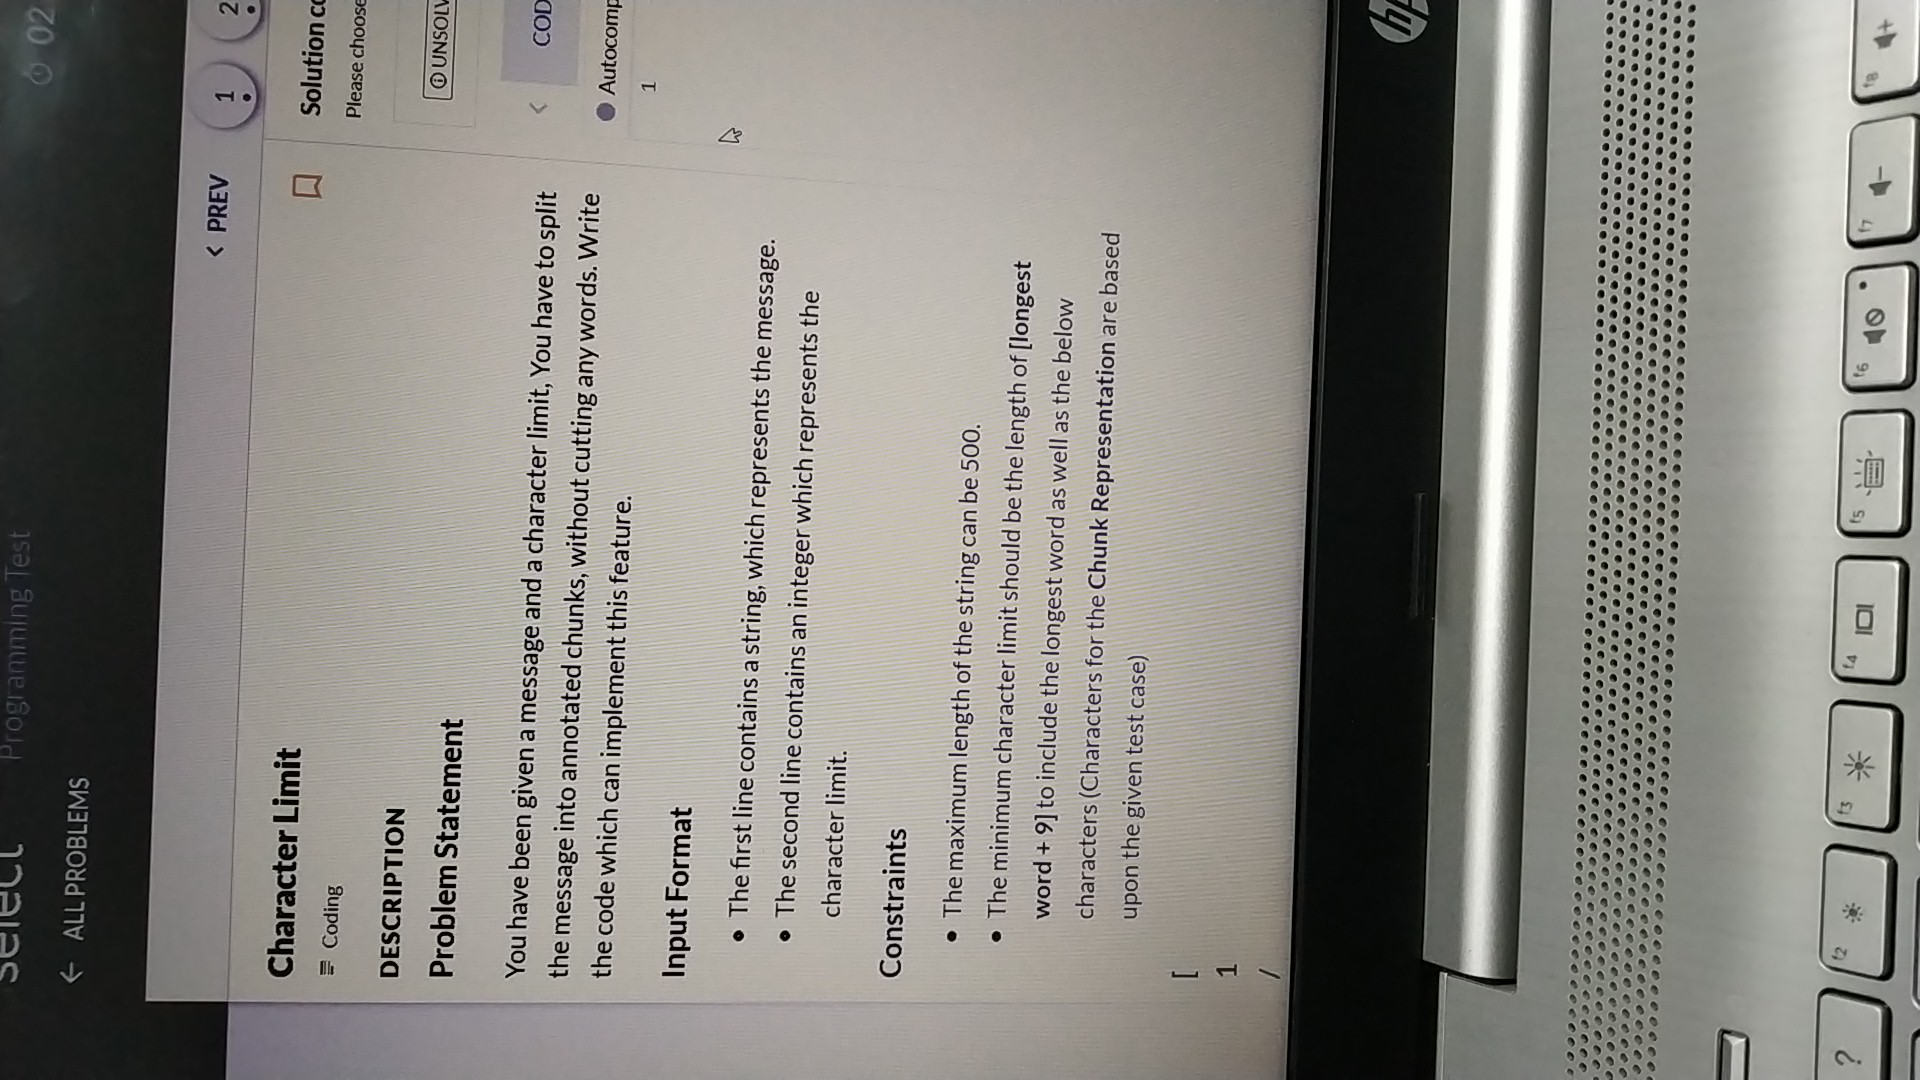 select Programming Test
02
← ALL PROBLEMS
< PREV 1 2
Character Limit
Coding
DESCRIPTION
Problem Statement
You have been given a message and a character limit, You have to split
the message into annotated chunks, without cutting any words. Write
the code which can implement this feature.
Input Format
• The first line contains a string, which represents the message.
• The second line contains an integer which represents the
character limit.
Constraints
• The maximum length of the string can be 500.
• The minimum character limit should be the length of [longest
word + 9] to include the longest word as well as the below
characters (Characters for the Chunk Representation are based
upon the given test case)
[
1
/
Solution co
Please choose
UNSOLV
< COD
Autocomp
1
hp
?
f2
f3
f4
f5
f6
f7
f8